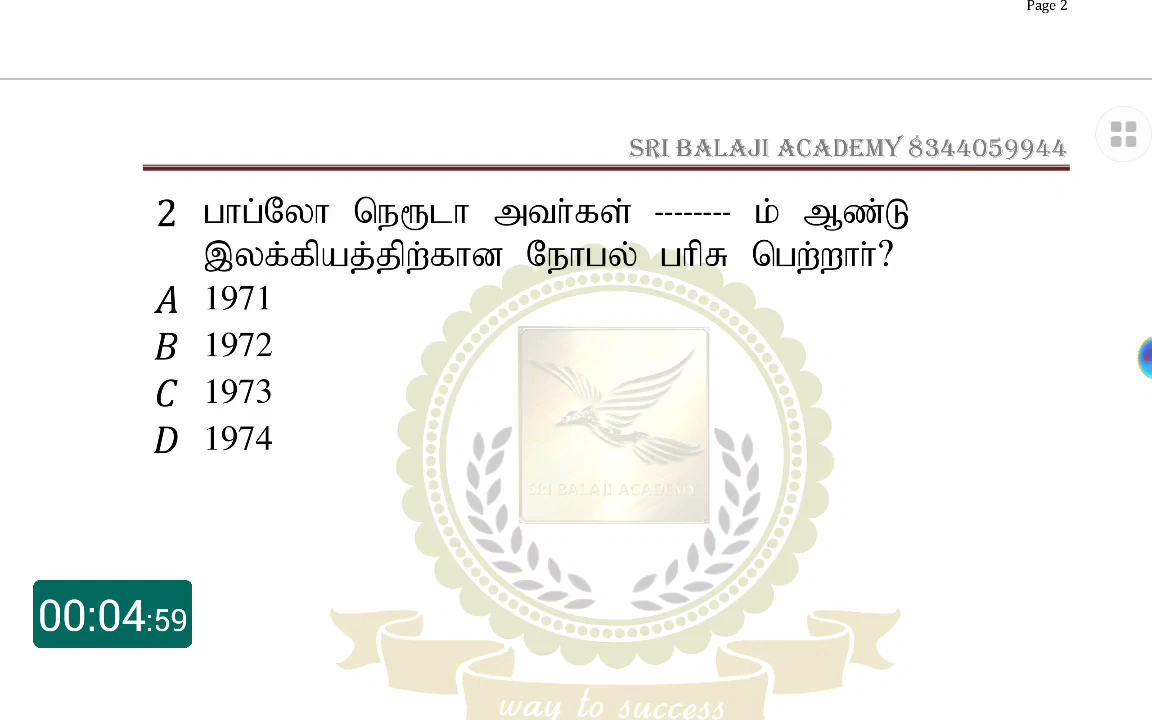 Page 2
SRI BALAJI ACADEMY 8344059944
2 பாப்லோ நெரூடா அவர்கள் -------- ம் ஆண்டு
இலக்கியத்திற்கான நோபல் பரிசு பெற்றார்?
A 1971
B 1972
C 1973
D 1974
SRI BALAJI ACADEMY
00:04:59
way to success